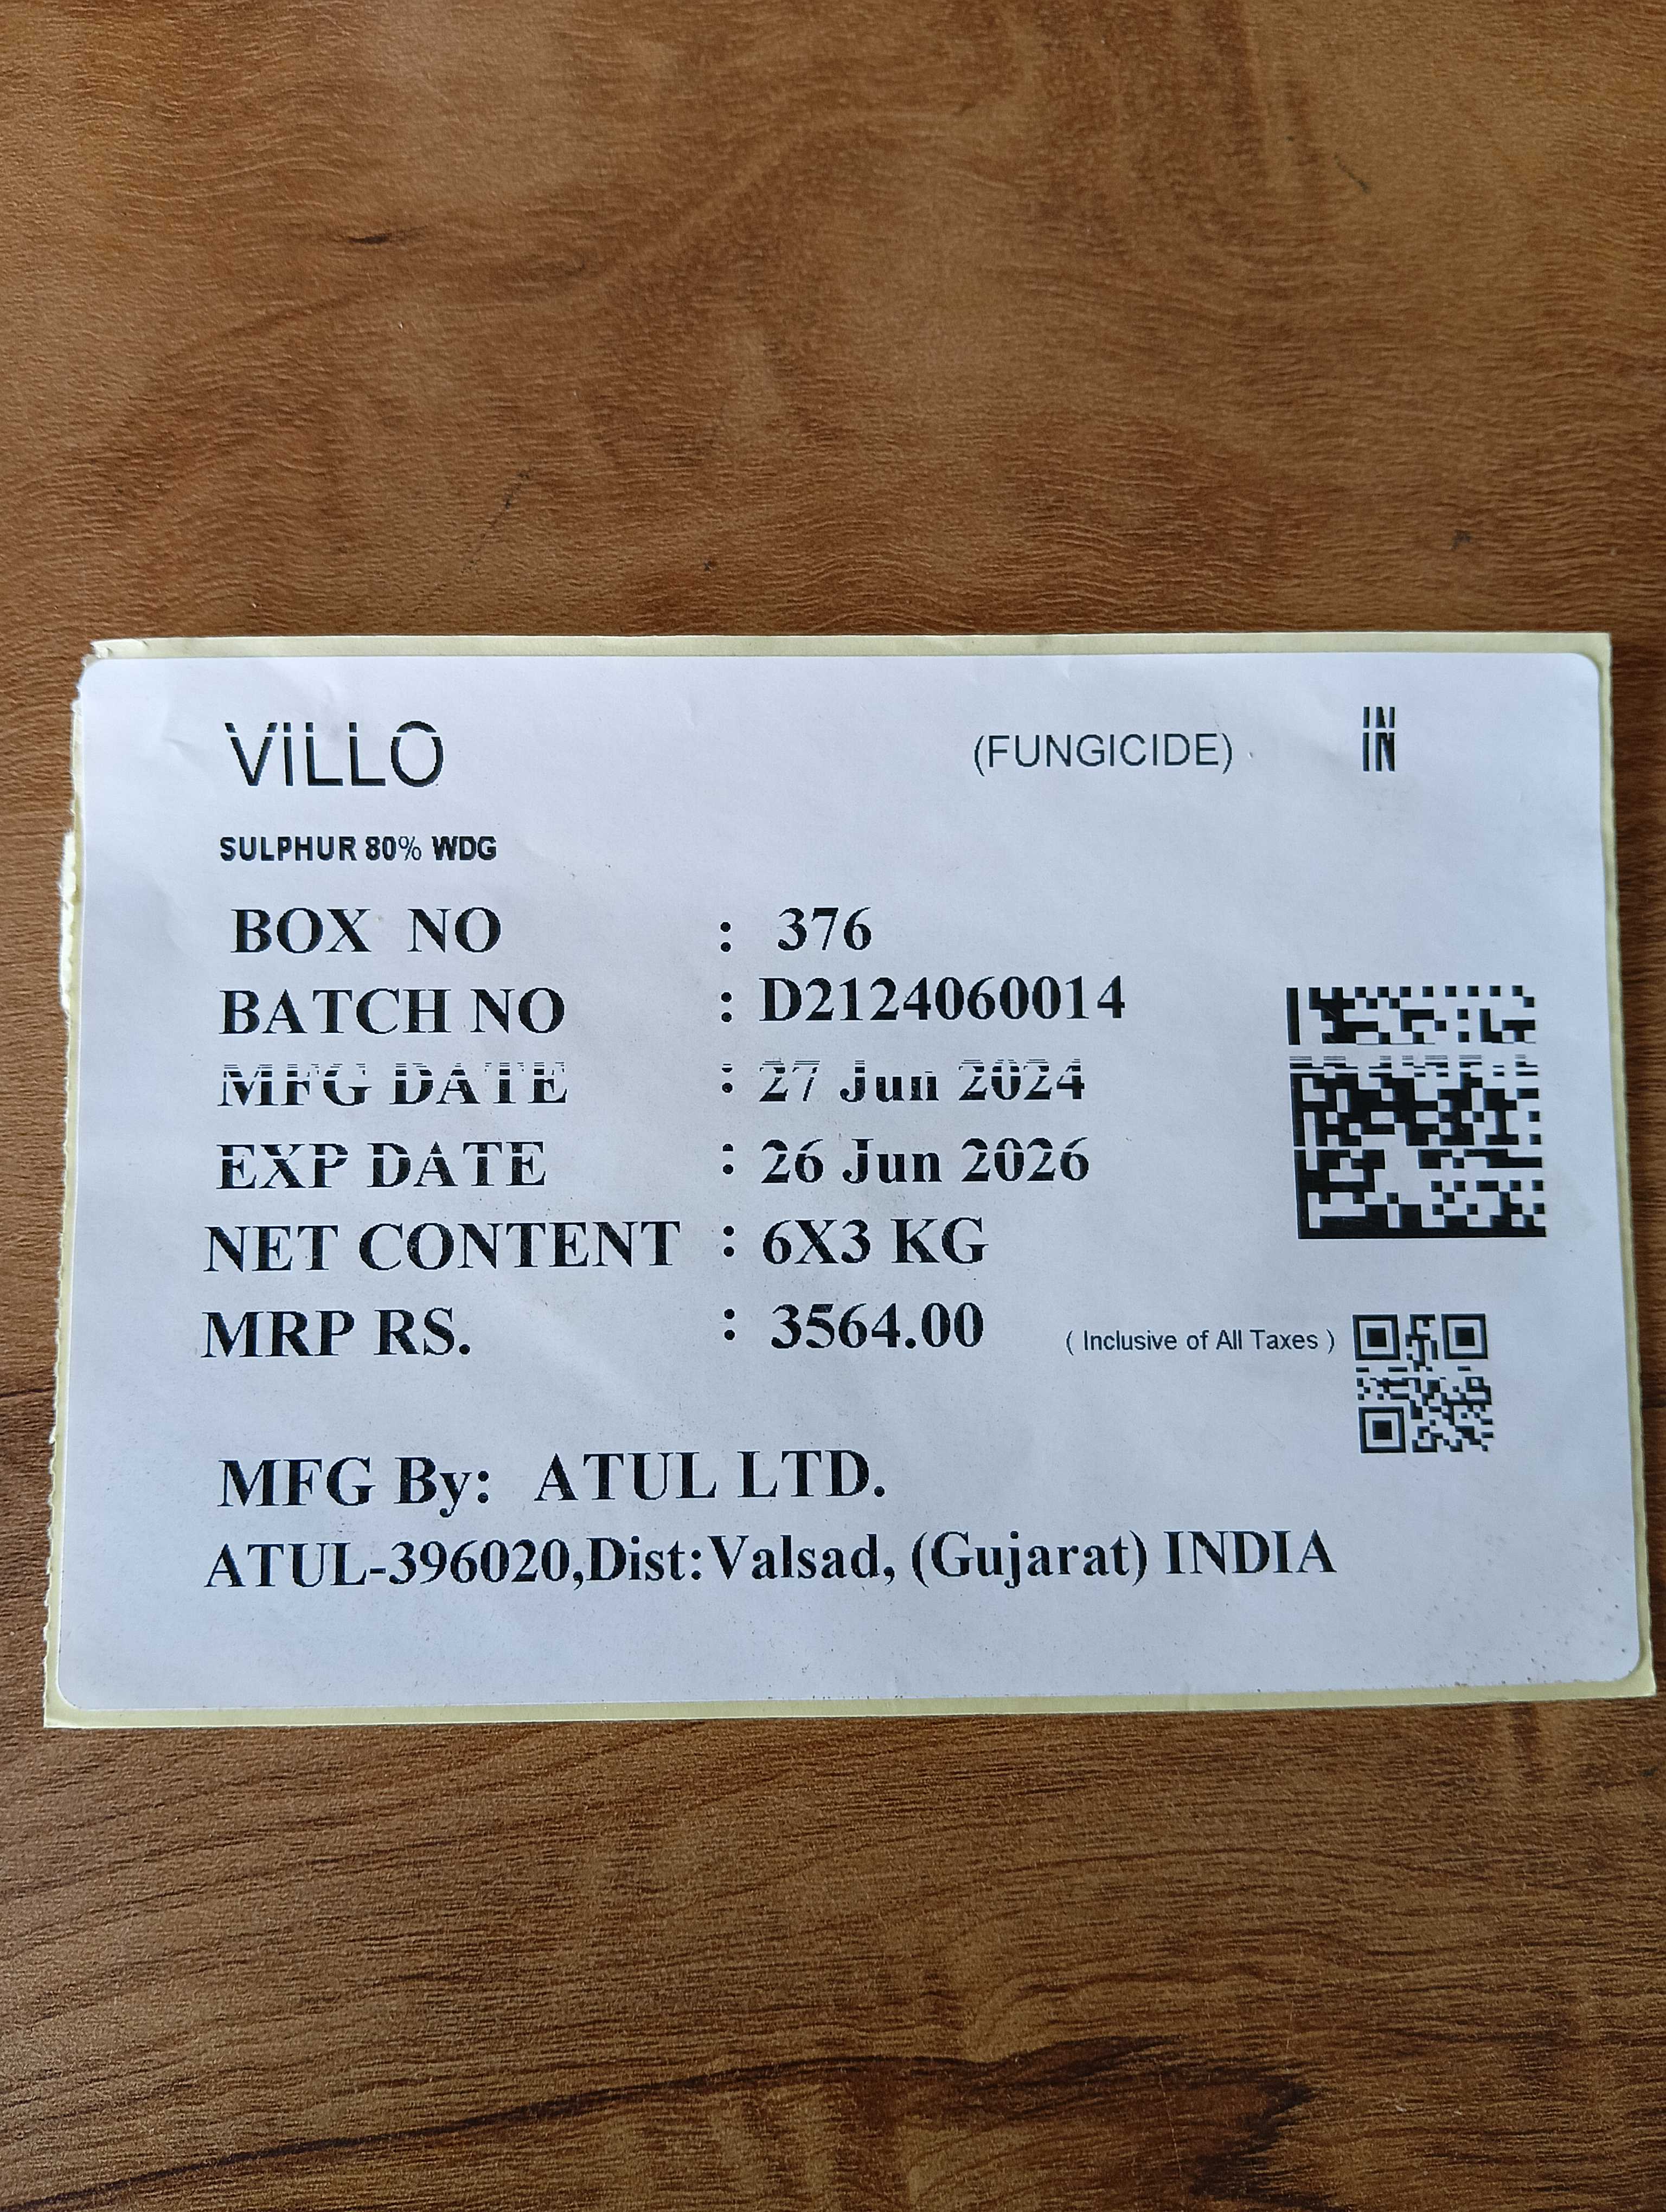 VILLO (FUNGICIDE) IN
SULPHUR 80% WDG
BOX NO : 376
BATCH NO : D2124060014
MFG DATE : 27 Jun 2024
EXP DATE : 26 Jun 2026
NET CONTENT : 6X3 KG
MRP RS. : 3564.00 ( Inclusive of All Taxes )
MFG By: ATUL LTD.
ATUL-396020,Dist:Valsad, (Gujarat) INDIA